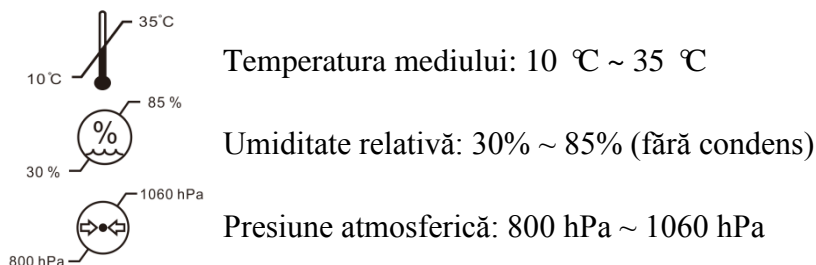 35℃
Temperatura mediului: 10 ℃ ~ 35 ℃
10℃
85 %
%
Umiditate relativă: 30% ~ 85% (fără condens)
30 %
1060 hPa
Presiune atmosferică: 800 hPa ~ 1060 hPa
800 hPa